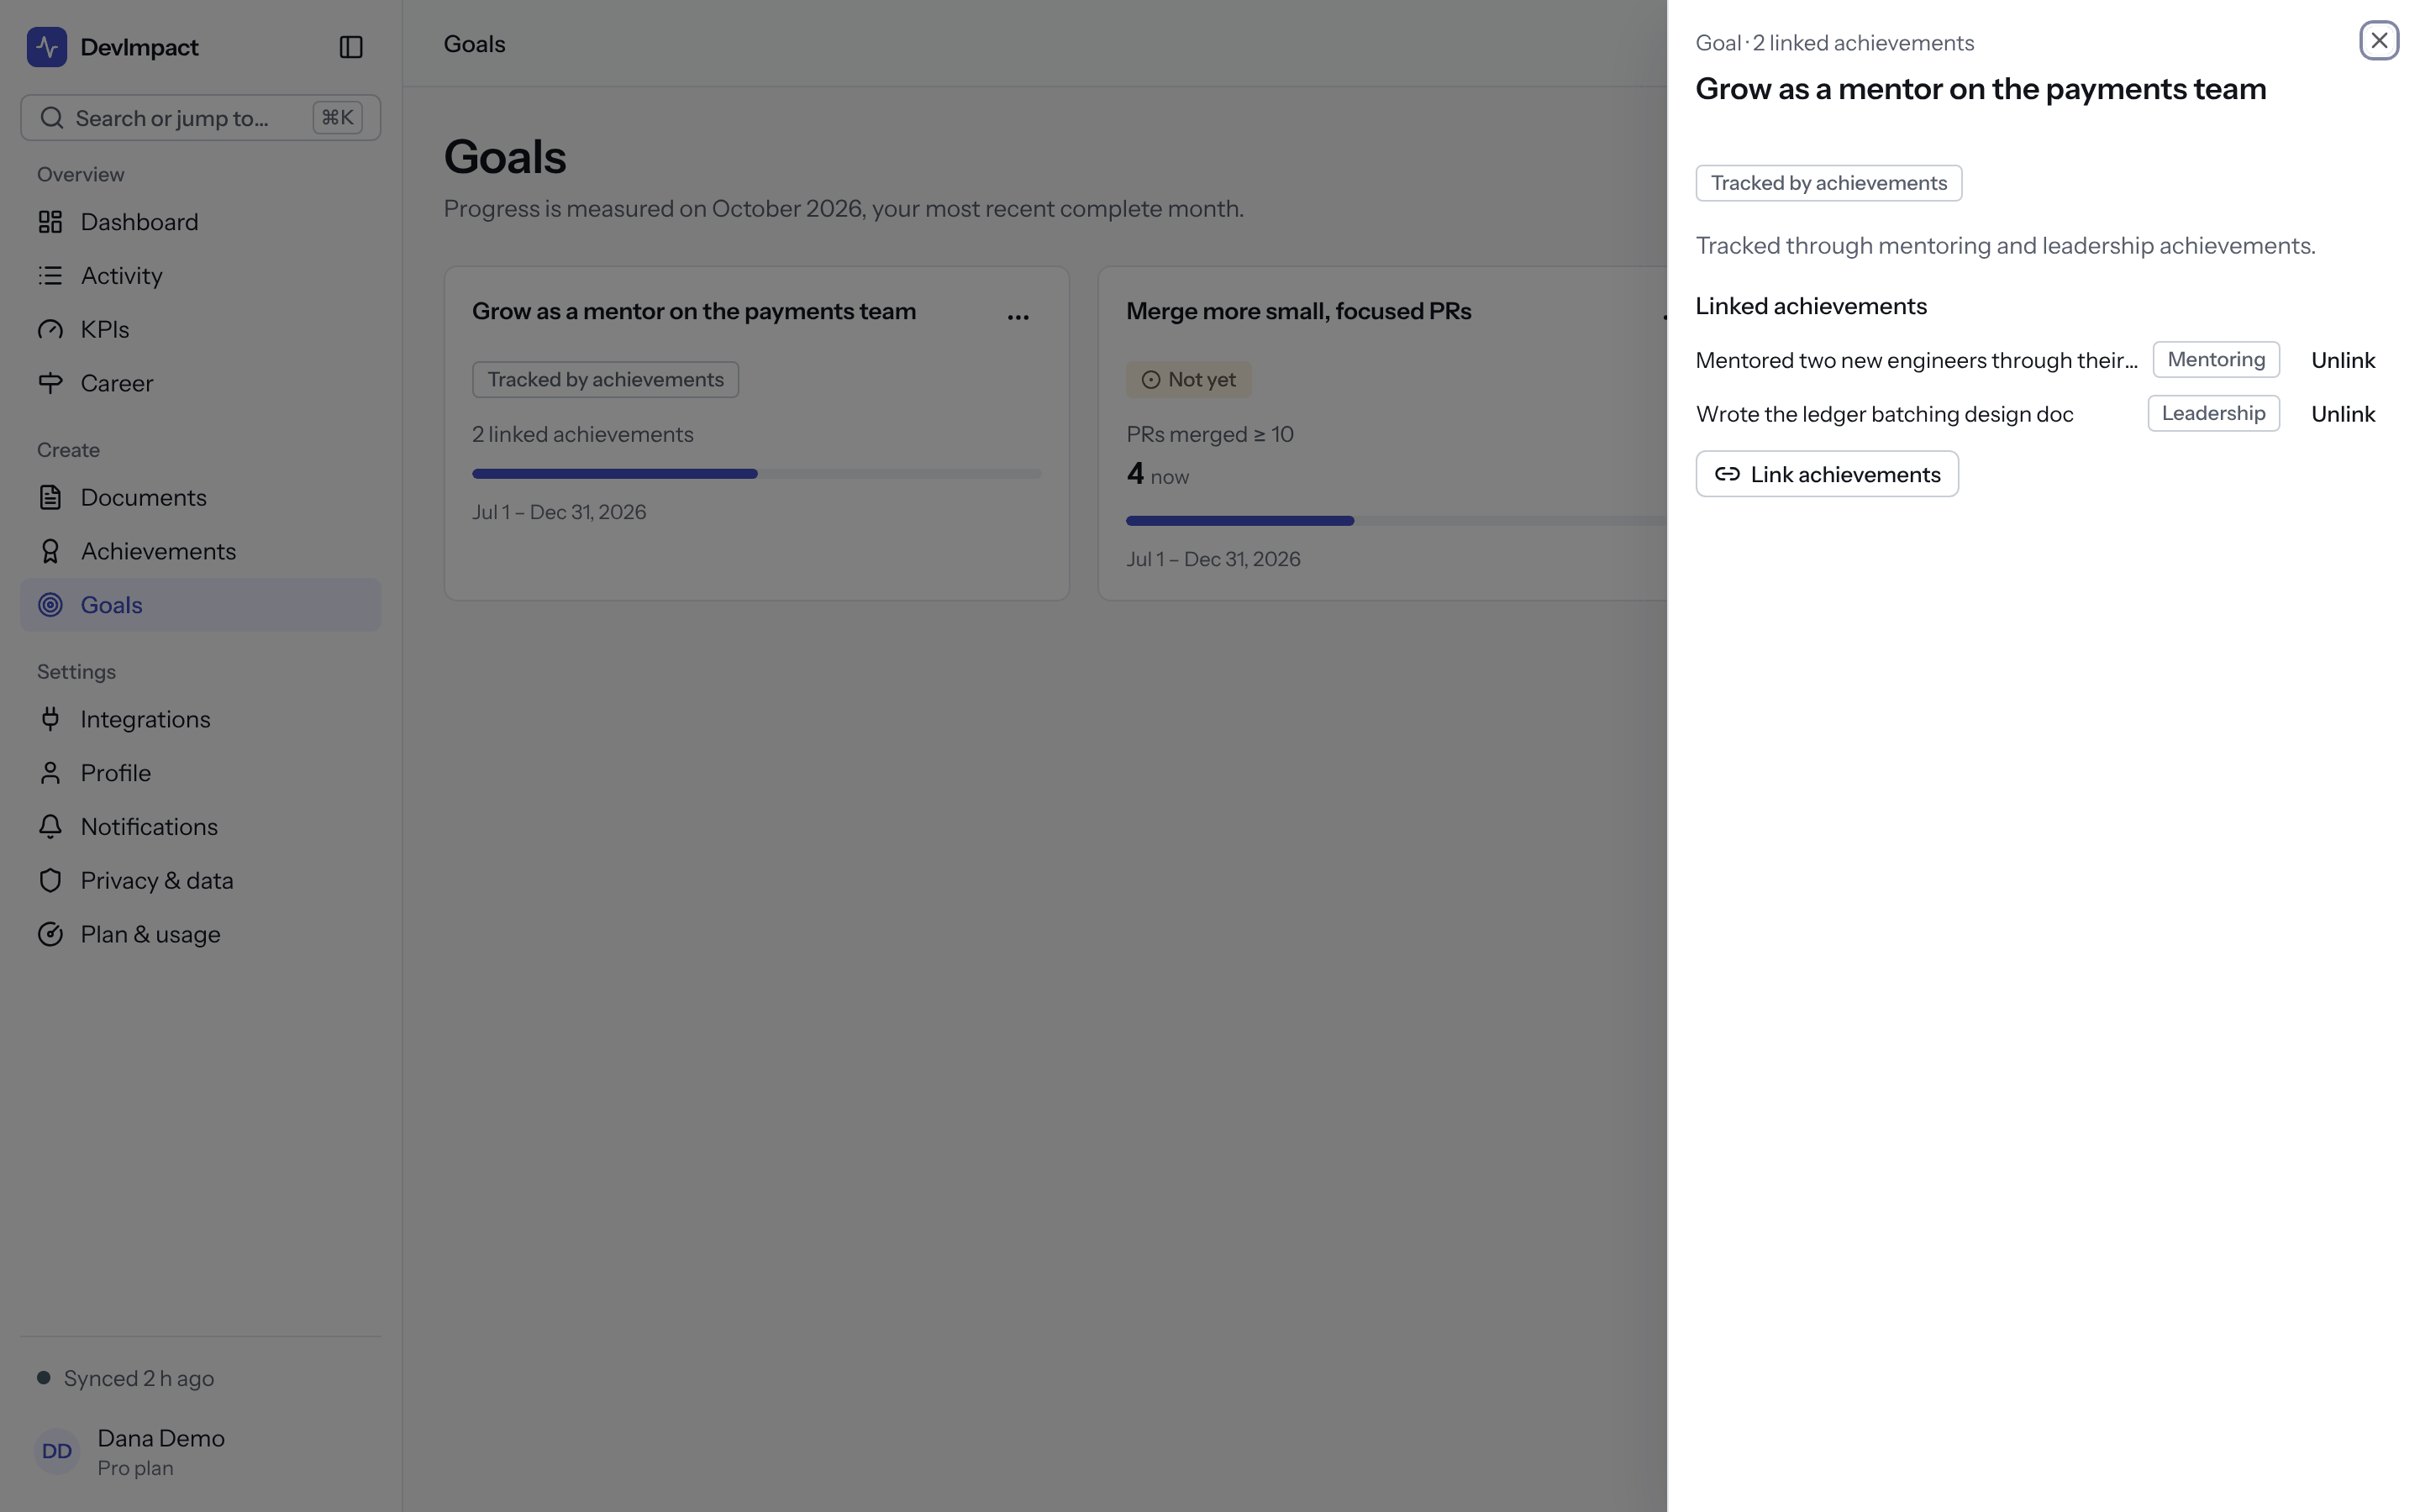 DevImpact
Search or jump to...
⌘K
Overview
Dashboard
Activity
KPIs
Career
Create
Documents
Achievements
Goals
Settings
Integrations
Profile
Notifications
Privacy & data
Plan & usage
Synced 2 h ago
DD
Dana Demo
Pro plan
Goals
Goals
Progress is measured on October 2026, your most recent complete month.
Grow as a mentor on the payments team
Tracked by achievements
2 linked achievements
Jul 1 – Dec 31, 2026
Merge more small, focused PRs
Not yet
PRs merged ≥ 10
4 now
Jul 1 – Dec 31, 2026
Goal · 2 linked achievements
Grow as a mentor on the payments team
Tracked by achievements
Tracked through mentoring and leadership achievements.
Linked achievements
Mentored two new engineers through their... Mentoring Unlink
Wrote the ledger batching design doc Leadership Unlink
Link achievements